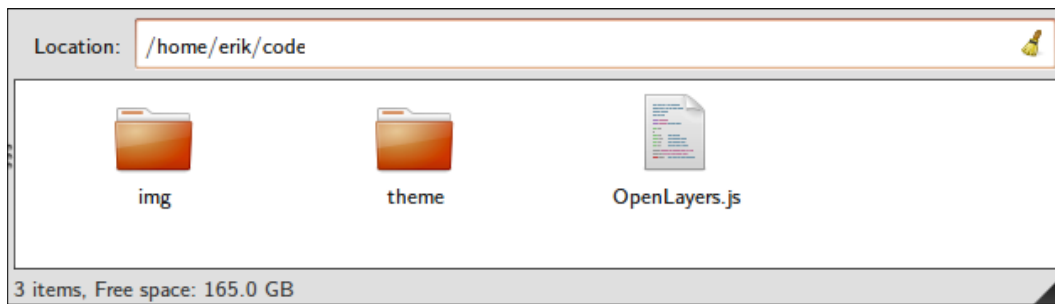 Location: /home/erik/code
img theme OpenLayers.js
3 items, Free space: 165.0 GB